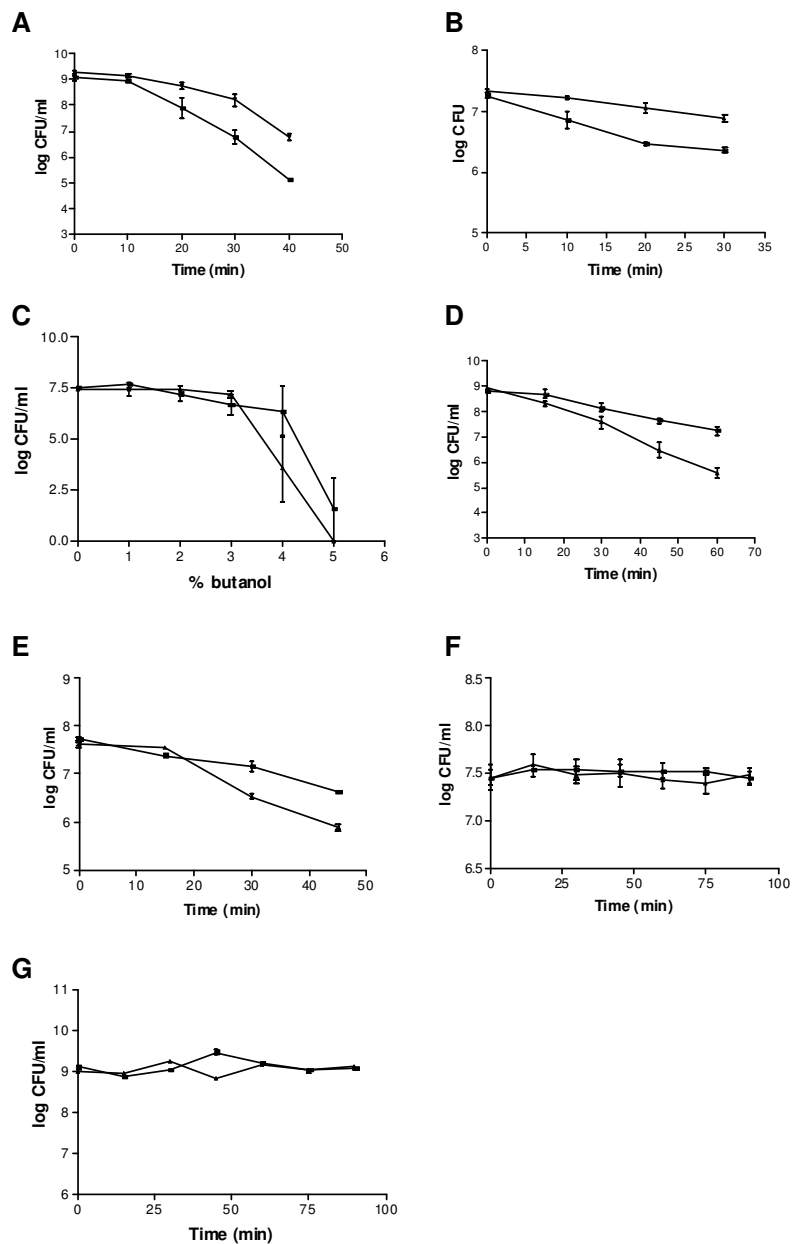 A
log CFU/ml
10
9
8
7
6
5
4
3
0 10 20 30 40 50
Time (min)
B
log CFU
8
7
6
5
0 5 10 15 20 25 30 35
Time (min)
C
log CFU/ml
10.0
7.5
5.0
2.5
0.0
0 1 2 3 4 5 6
% butanol
D
log CFU/ml
10
9
8
7
6
5
4
3
0 10 20 30 40 50 60 70
Time (min)
E
log CFU/ml
9
8
7
6
5
0 10 20 30 40 50
Time (min)
F
log CFU/ml
8.5
8.0
7.5
7.0
6.5
0 25 50 75 100
Time (min)
G
log CFU/ml
11
10
9
8
7
6
0 25 50 75 100
Time (min)